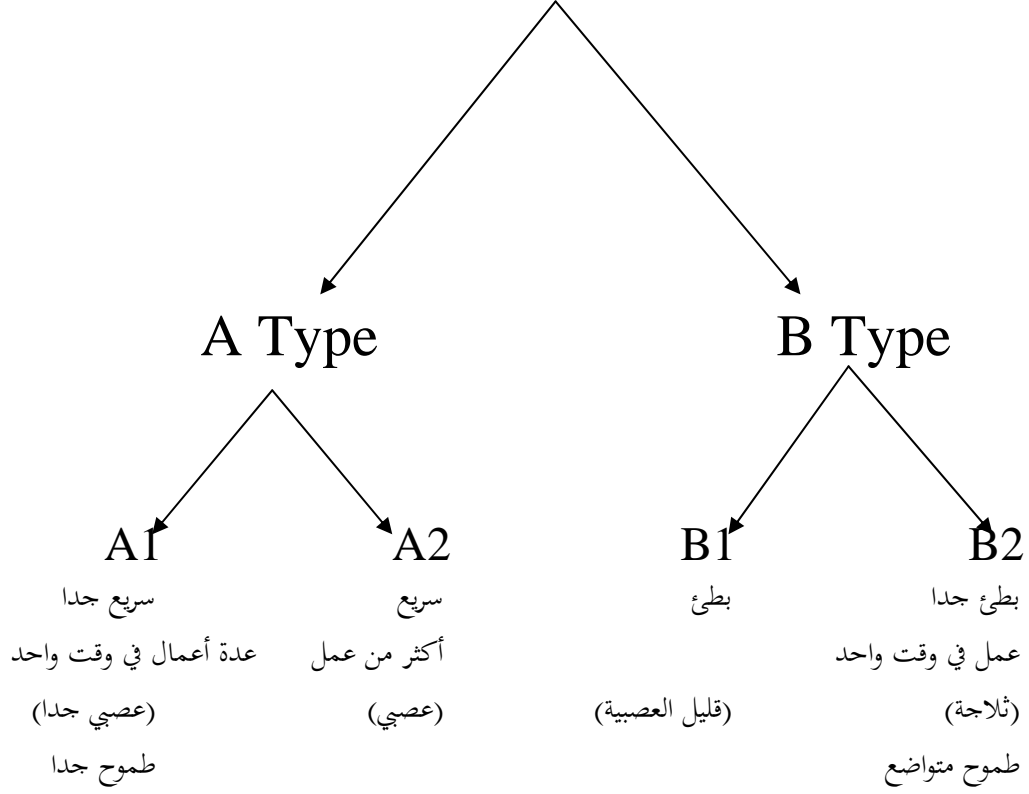 A Type
B Type
A1
سريع جدا
عدة أعمال في وقت واحد
(عصبي جدا)
طموح جدا
A2
سريع
أكثر من عمل
(عصبي)
B1
بطئ
(قليل العصبية)
B2
بطئ جدا
عمل في وقت واحد
(ثلاجة)
طموح متواضع